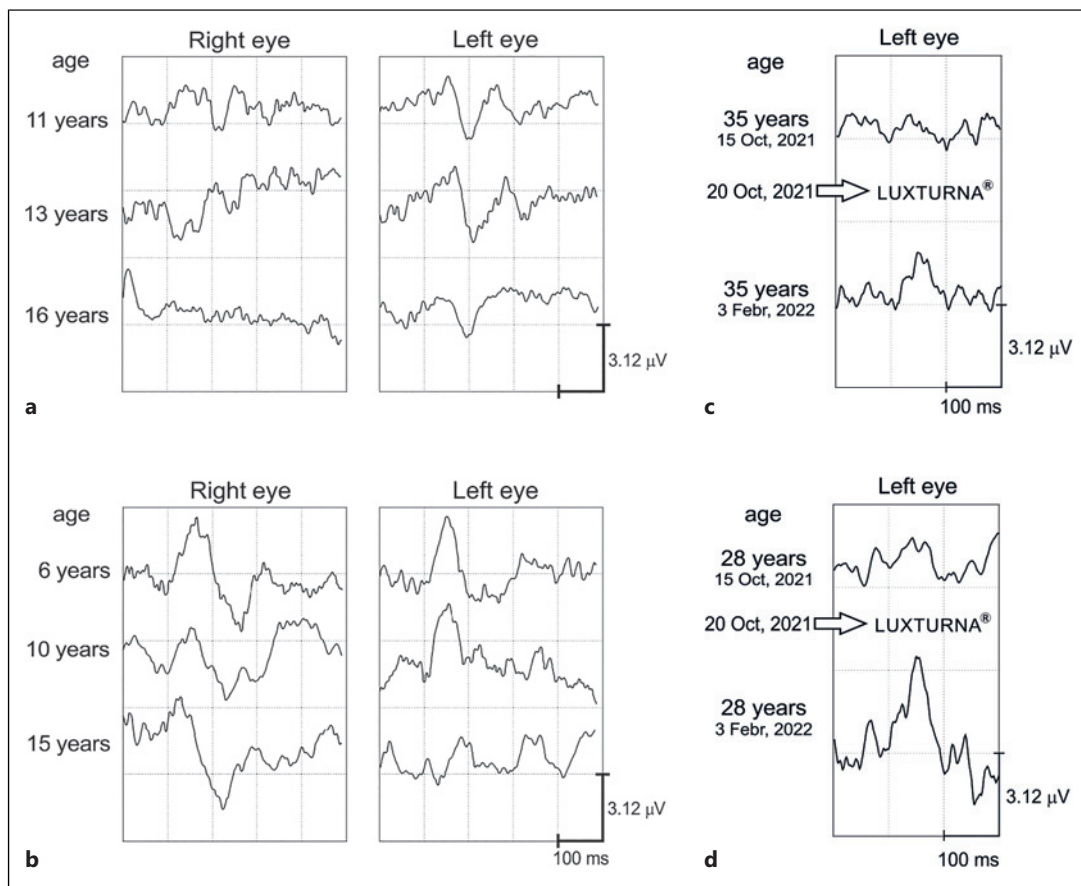 Right eye
Left eye
age
11 years
13 years
16 years
3.12 µV
a
Left eye
age
35 years
15 Oct, 2021
20 Oct, 2021 LUXTURNA®
35 years
3 Febr, 2022
3.12 µV
100 ms
c
Right eye
Left eye
age
6 years
10 years
15 years
3.12 µV
100 ms
b
Left eye
age
28 years
15 Oct, 2021
20 Oct, 2021 LUXTURNA®
28 years
3 Febr, 2022
3.12 µV
100 ms
d